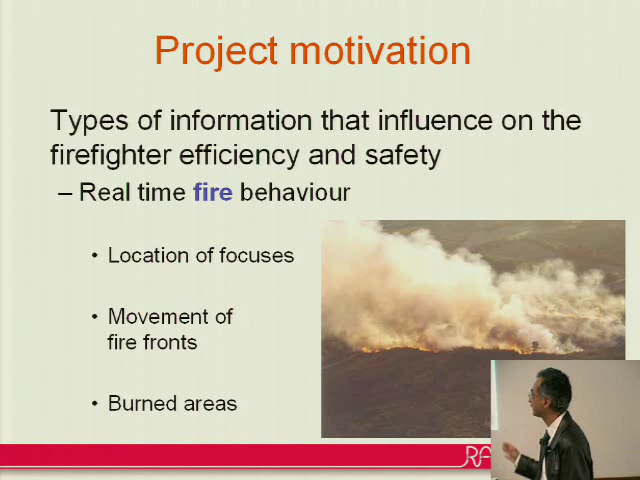 Project motivation
Types of information that influence on the
firefighter efficiency and safety
– Real time fire behaviour
• Location of focuses
• Movement of
fire fronts
• Burned areas